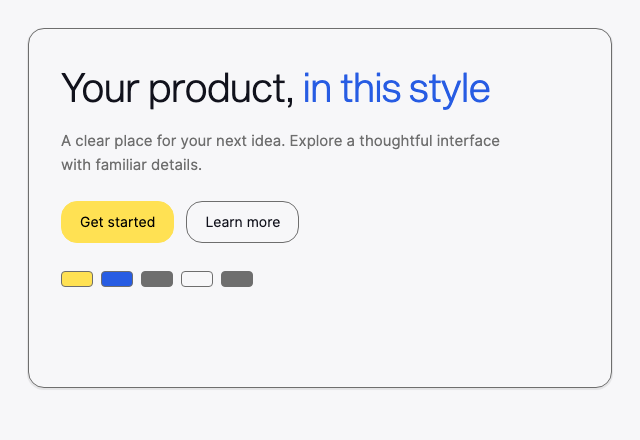 Your product, in this style
A clear place for your next idea. Explore a thoughtful interface
with familiar details.
Get started
Learn more